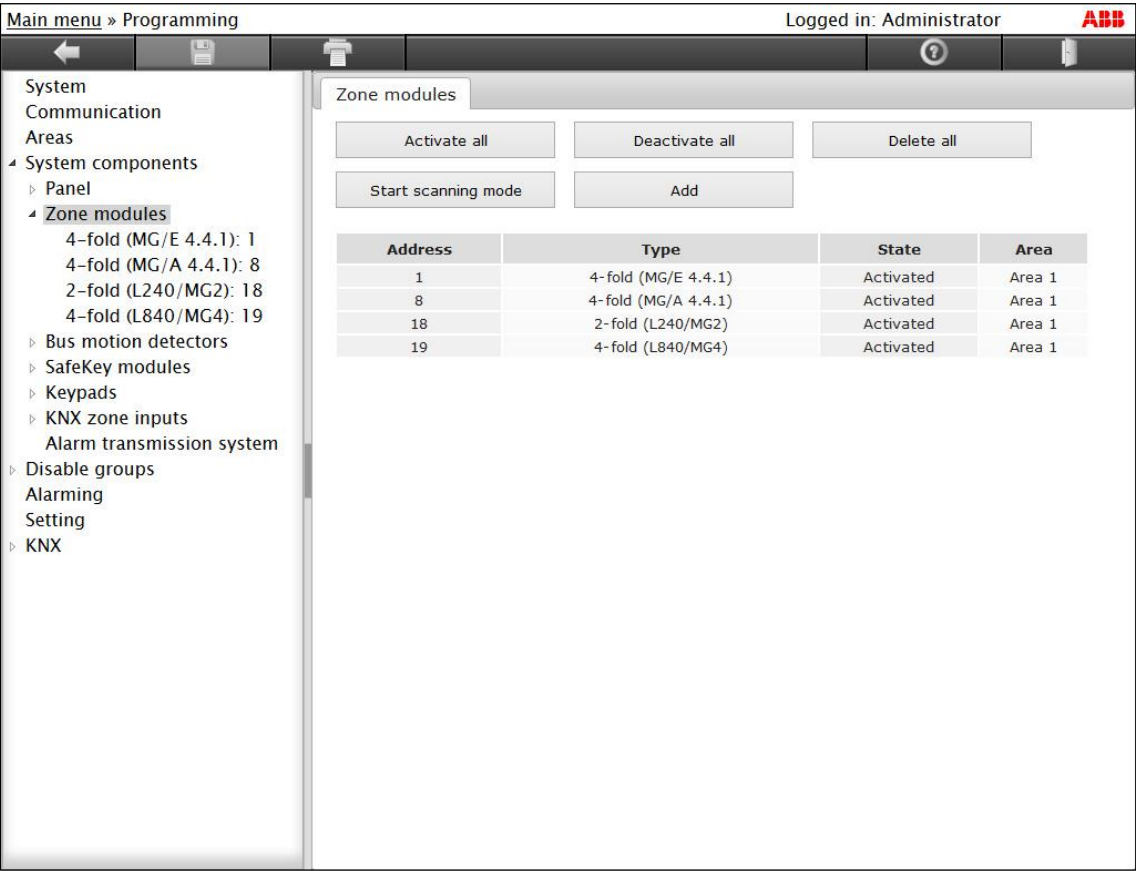 Main menu » Programming Logged in: Administrator ABB
System
Communication
Areas
System components
Panel
Zone modules
4-fold (MG/E 4.4.1): 1
4-fold (MG/A 4.4.1): 8
2-fold (L240/MG2): 18
4-fold (L840/MG4): 19
Bus motion detectors
SafeKey modules
Keypads
KNX zone inputs
Alarm transmission system
Disable groups
Alarming
Setting
KNX
Zone modules
Activate all Deactivate all Delete all
Start scanning mode Add
Address Type State Area
1 4-fold (MG/E 4.4.1) Activated Area 1
8 4-fold (MG/A 4.4.1) Activated Area 1
18 2-fold (L240/MG2) Activated Area 1
19 4-fold (L840/MG4) Activated Area 1